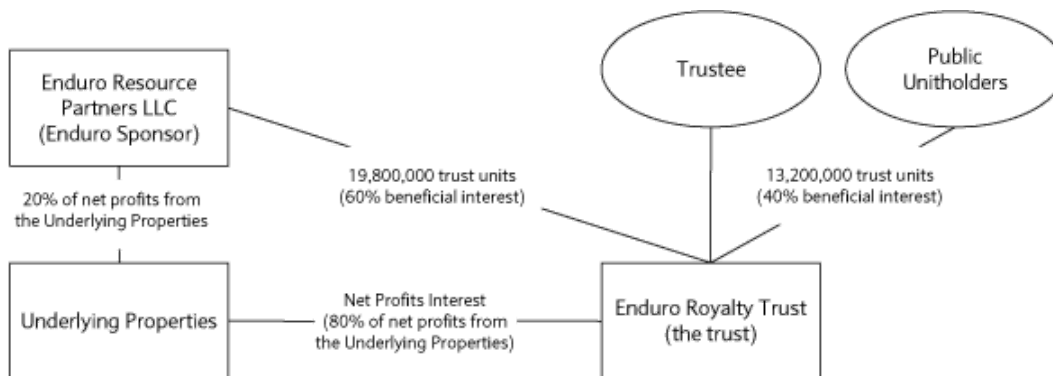 Enduro Resource
Partners LLC
(Enduro Sponsor)
Trustee
Public
Unitholders
20% of net profits from
the Underlying Properties
19,800,000 trust units
(60% beneficial interest)
13,200,000 trust units
(40% beneficial interest)
Underlying Properties
Net Profits Interest
(80% of net profits from
the Underlying Properties)
Enduro Royalty Trust
(the trust)